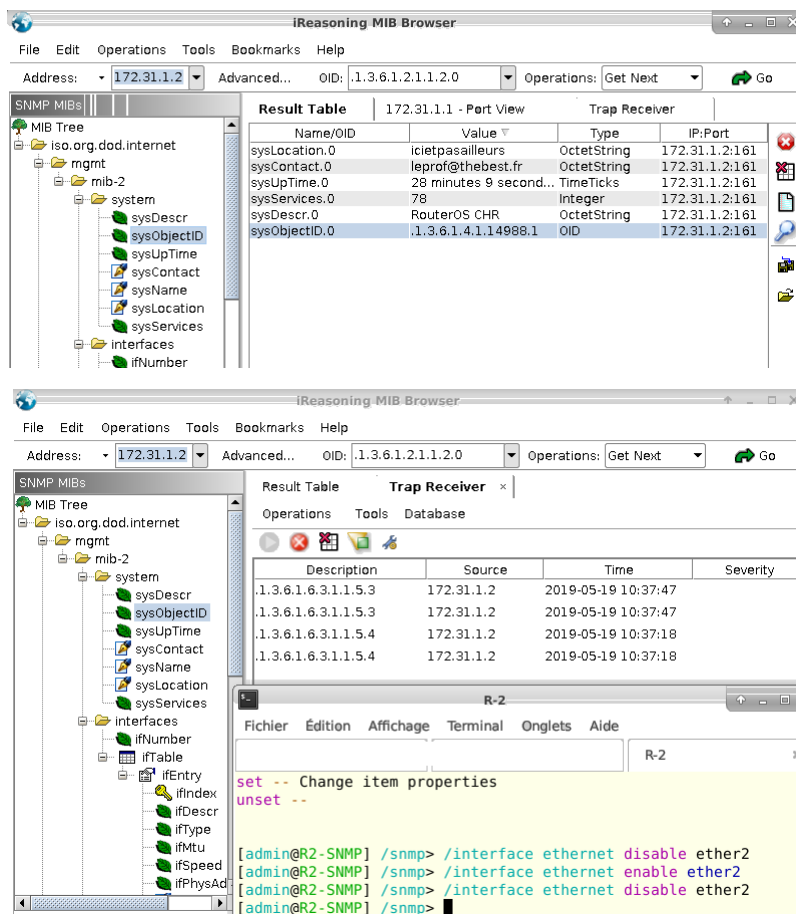 iReasoning MIB Browser
File Edit Operations Tools Bookmarks Help
Address: 172.31.1.2 Advanced... OID: .1.3.6.1.2.1.1.2.0 Operations: Get Next Go
SNMP MIBs
MIB Tree
iso.org.dod.internet
mgmt
mib-2
system
sysDescr
sysObjectID
sysUpTime
sysContact
sysName
sysLocation
sysServices
interfaces
ifNumber
Result Table 172.31.1.1 - Port View Trap Receiver
Name/OID Value Type IP:Port
sysLocation.0 icietpasailleurs OctetString 172.31.1.2:161
sysContact.0 leprof@thebest.fr OctetString 172.31.1.2:161
sysUpTime.0 28 minutes 9 second... TimeTicks 172.31.1.2:161
sysServices.0 78 Integer 172.31.1.2:161
sysDescr.0 RouterOS CHR OctetString 172.31.1.2:161
sysObjectID.0 .1.3.6.1.4.1.14988.1 OID 172.31.1.2:161
iReasoning MIB Browser
File Edit Operations Tools Bookmarks Help
Address: 172.31.1.2 Advanced... OID: .1.3.6.1.2.1.1.2.0 Operations: Get Next Go
SNMP MIBs
MIB Tree
iso.org.dod.internet
mgmt
mib-2
system
sysDescr
sysObjectID
sysUpTime
sysContact
sysName
sysLocation
sysServices
interfaces
ifNumber
ifTable
ifEntry
ifIndex
ifDescr
ifType
ifMtu
ifSpeed
ifPhysAd
Result Table Trap Receiver ×
Operations Tools Database
Description Source Time Severity
.1.3.6.1.6.3.1.1.5.3 172.31.1.2 2019-05-19 10:37:47
.1.3.6.1.6.3.1.1.5.3 172.31.1.2 2019-05-19 10:37:47
.1.3.6.1.6.3.1.1.5.4 172.31.1.2 2019-05-19 10:37:18
.1.3.6.1.6.3.1.1.5.4 172.31.1.2 2019-05-19 10:37:18
R-2
Fichier Édition Affichage Terminal Onglets Aide
R-2
set -- Change item properties
unset --
[admin@R2-SNMP] /snmp> /interface ethernet disable ether2
[admin@R2-SNMP] /snmp> /interface ethernet enable ether2
[admin@R2-SNMP] /snmp> /interface ethernet disable ether2
[admin@R2-SNMP] /snmp>